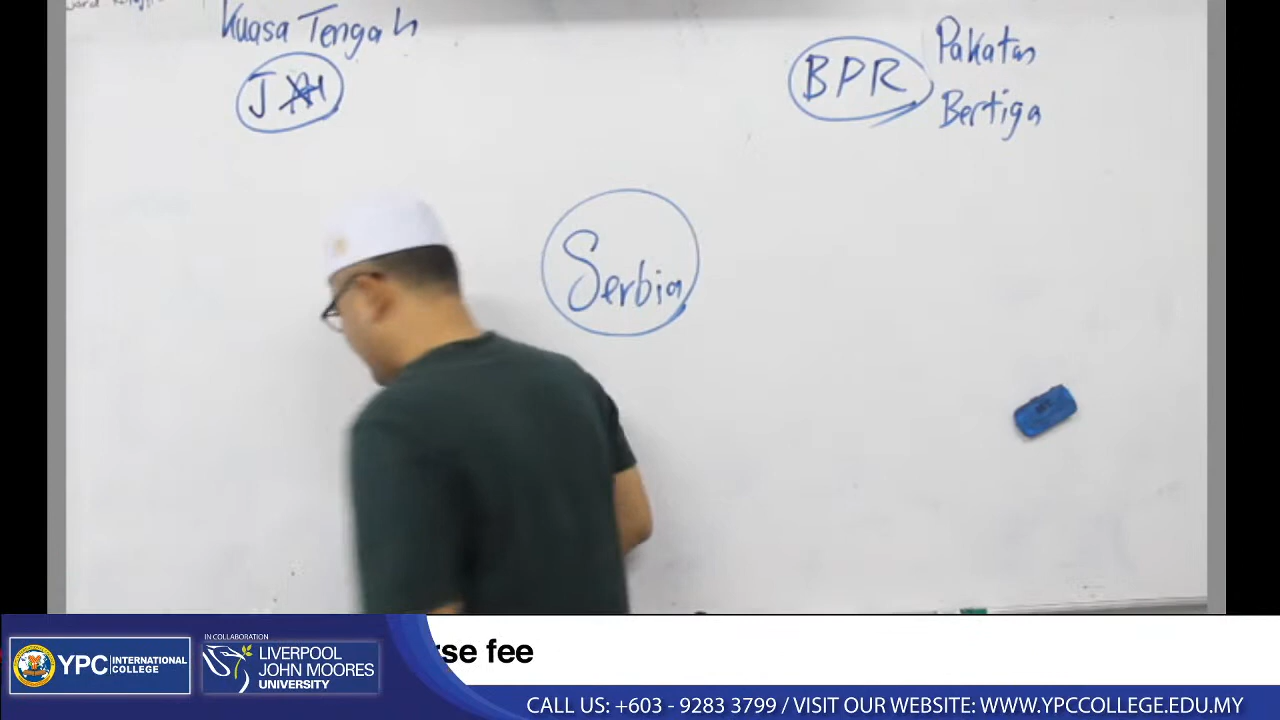 Kuasa Tengah
J
BPR
Pakatan
Bertiga
Serbia
YPC INTERNATIONAL COLLEGE
IN COLLABORATION
LIVERPOOL
JOHN MOORES
UNIVERSITY
rse fee
CALL US: +603 - 9283 3799 / VISIT OUR WEBSITE: WWW.YPCCOLLEGE.EDU.MY